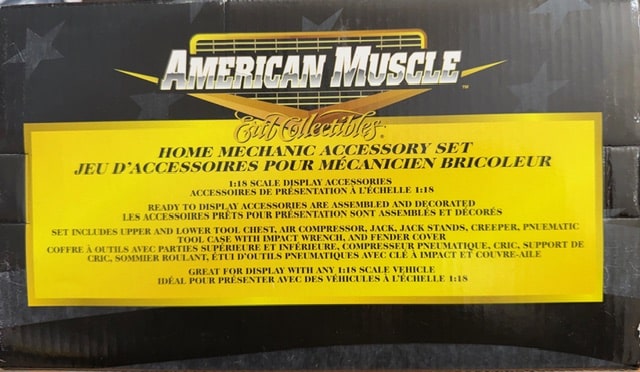 AMERICAN MUSCLE™
Ertl Collectibles®
HOME MECHANIC ACCESSORY SET
JEU D'ACCESSOIRES POUR MÉCANICIEN BRICOLEUR
1:18 SCALE DISPLAY ACCESSORIES
ACCESSOIRES DE PRÉSENTATION À L'ÉCHELLE 1:18
READY TO DISPLAY ACCESSORIES ARE ASSEMBLED AND DECORATED
LES ACCESSOIRES PRÊTS POUR PRÉSENTATION SONT ASSEMBLÉS ET DÉCORÉS
SET INCLUDES UPPER AND LOWER TOOL CHEST, AIR COMPRESSOR, JACK, JACK STANDS, CREEPER, PNUEMATIC
TOOL CASE WITH IMPACT WRENCH, AND FENDER COVER
COFFRE À OUTILS AVEC PARTIES SUPÉRIEURE ET INFÉRIEURE, COMPRESSEUR PNEUMATIQUE, CRIC, SUPPORT DE
CRIC, SOMMIER ROULANT, ÉTUI D'OUTILS PNEUMATIQUES AVEC CLÉ À IMPACT ET COUVRE-AILE
GREAT FOR DISPLAY WITH ANY 1:18 SCALE VEHICLE
IDÉAL POUR PRÉSENTER AVEC DES VÉHICULES À L'ÉCHELLE 1:18